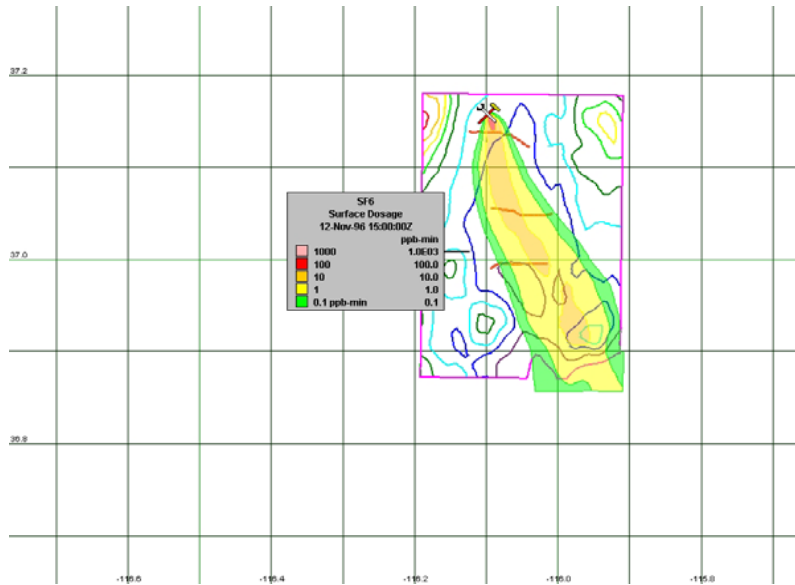 37.2
SF6
Surface Dosage
12-Nov-96 15:00:00Z
ppb-min
1000 1.0E03
100 100.0
10 10.0
1 1.0
0.1 ppb-min 0.1
37.0
36.8
-116.6 -116.4 -116.2 -116.0 -115.8